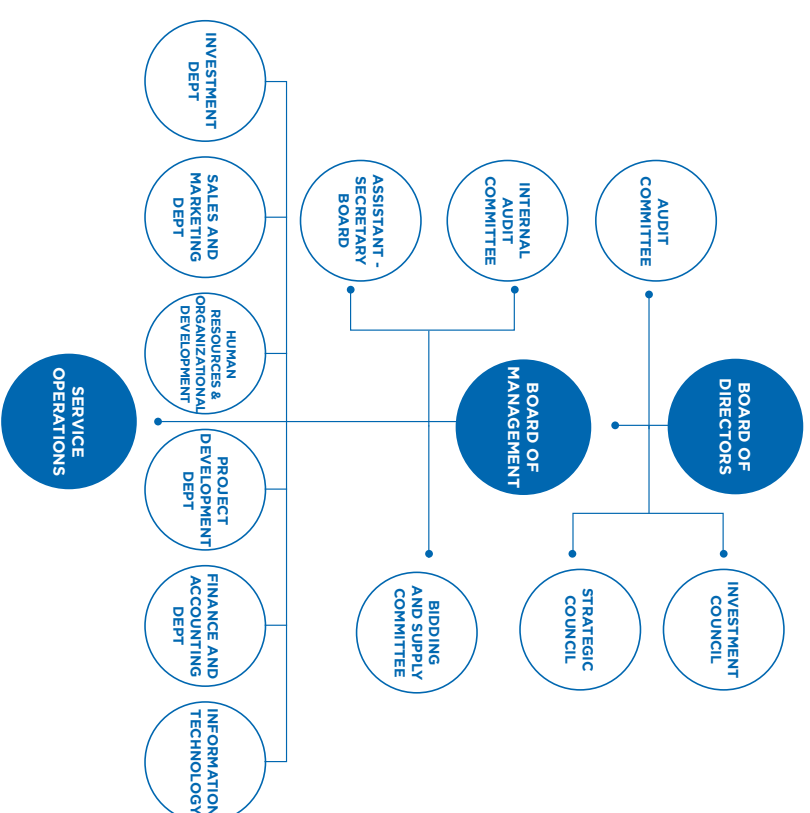 BOARD OF
DIRECTORS
AUDIT
COMMITTEE
INVESTMENT
COUNCIL
STRATEGIC
COUNCIL
BOARD OF
MANAGEMENT
INTERNAL
AUDIT
COMMITTEE
ASSISTANT -
SECRETARY
BOARD
BIDDING
AND SUPPLY
COMMITTEE
INVESTMENT
DEPT
SALES AND
MARKETING
DEPT
HUMAN
RESOURCES &
ORGANIZATIONAL
DEVELOPMENT
PROJECT
DEVELOPMENT
DEPT
FINANCE AND
ACCOUNTING
DEPT
INFORMATION
TECHNOLOGY
SERVICE
OPERATIONS